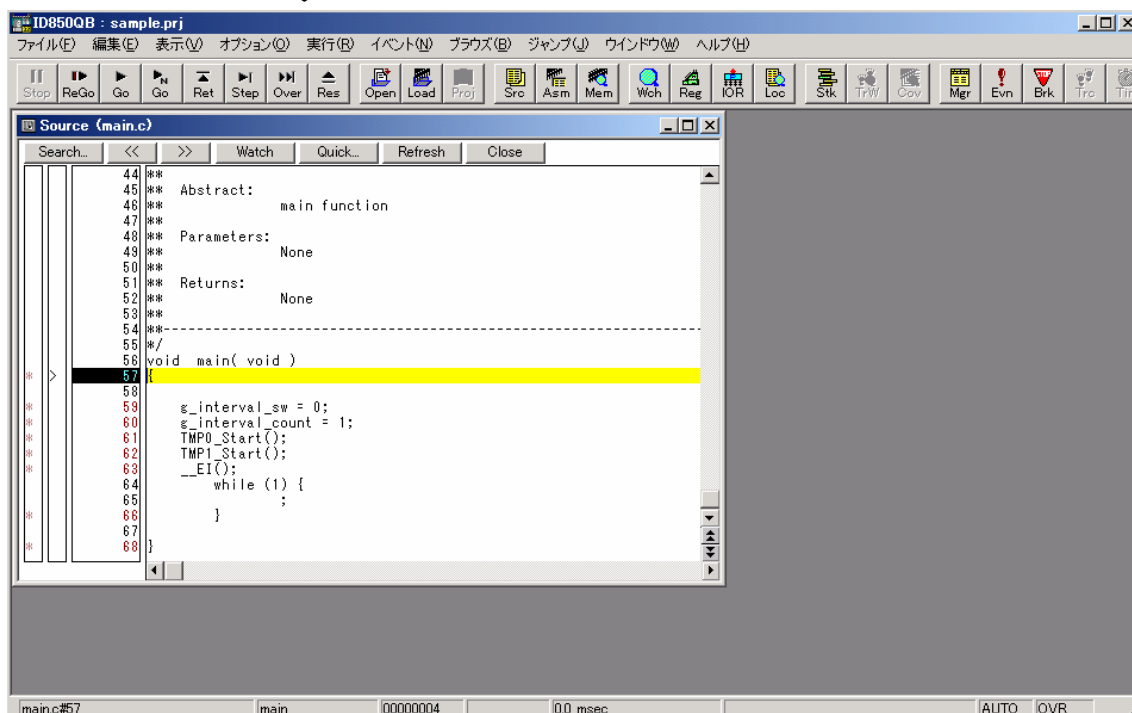 ID850QB : sample.prj
ファイル(F) 編集(E) 表示(V) オプション(O) 実行(R) イベント(N) ブラウズ(B) ジャンプ(J) ウインドウ(W) ヘルプ(H)
Stop ReGo Go Go Ret Step Over Res Open Load Proj Src Asm Mem Wch Reg IOR Loc Stk TrW Cov Mgr Evn Brk Trc Tim
Source (main.c)
Search... << >> Watch Quick... Refresh Close
44 **
45 ** Abstract:
46 ** main function
47 **
48 ** Parameters:
49 ** None
50 **
51 ** Returns:
52 ** None
53 **
54 **-----------------------------------------------------------------
55 */
56 void main( void )
* > 57 {
58
* 59 g_interval_sw = 0;
* 60 g_interval_count = 1;
* 61 TMP0_Start();
* 62 TMP1_Start();
* 63 __EI();
64 while (1) {
65 ;
* 66 }
67
* 68 }
main.c#57 main 00000004 0.0 msec AUTO OVR